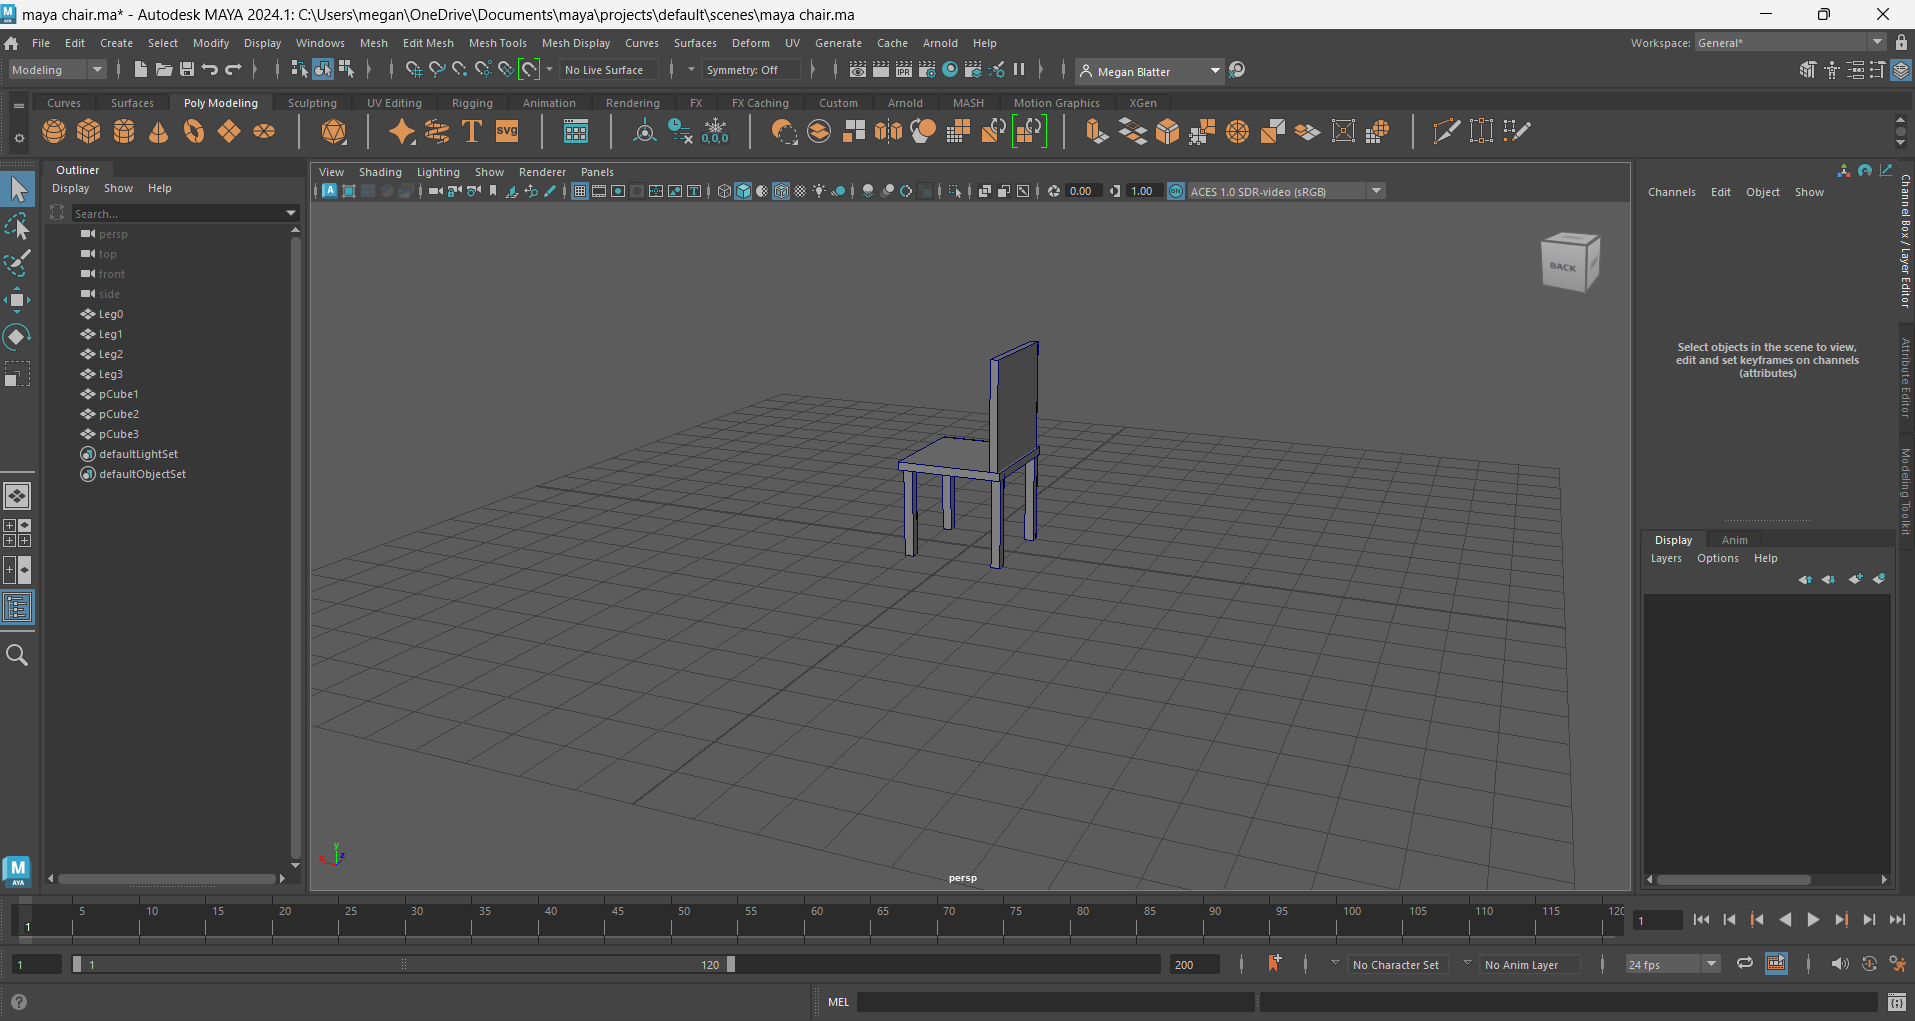 maya chair.ma* - Autodesk MAYA 2024.1: C:\Users\megan\OneDrive\Documents\maya\projects\default\scenes\maya chair.ma
File Edit Create Select Modify Display Windows Mesh Edit Mesh Mesh Tools Mesh Display Curves Surfaces Deform UV Generate Cache Arnold Help
Workspace: General*
Modeling
No Live Surface
Symmetry: Off
IPR
Megan Blatter
Curves Surfaces Poly Modeling Sculpting UV Editing Rigging Animation Rendering FX FX Caching Custom Arnold MASH Motion Graphics XGen
svg
0,0,0
Outliner
Display Show Help
Search...
persp
top
front
side
Leg0
Leg1
Leg2
Leg3
pCube1
pCube2
pCube3
defaultLightSet
defaultObjectSet
View Shading Lighting Show Renderer Panels
0.00
1.00
ON
ACES 1.0 SDR-video (sRGB)
BACK
y
x
z
persp
Channels Edit Object Show
Select objects in the scene to view,
edit and set keyframes on channels
(attributes)
Channel Box / Layer Editor
Attribute Editor
Modeling Toolkit
Display Anim
Layers Options Help
M
AYA
5 10 15 20 25 30 35 40 45 50 55 60 65 70 75 80 85 90 95 100 105 110 115 120
1
1
1
1
120
200
No Character Set
No Anim Layer
24 fps
MEL